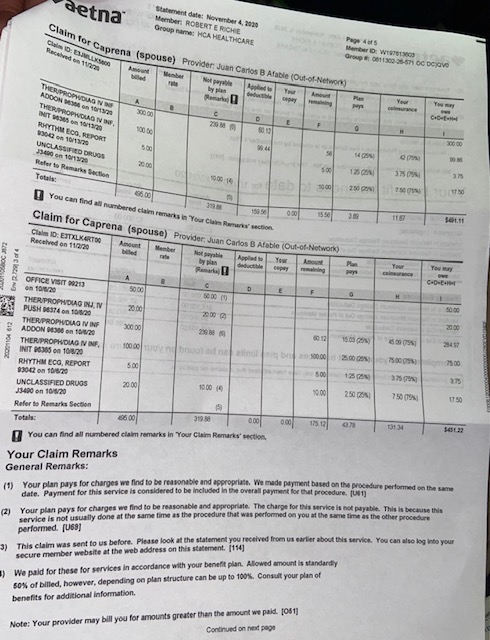 aetna
Statement date: November 4, 2020
Member: ROBERT E RICHIE
Group name: HCA HEALTHCARE
Page 4 of 5
Member ID: W197613603
Group #: 0811302-26-571 OC
Claim for Caprena (spouse) Provider: Juan Carlos B Afable (Out-of-Network)
Received on 11/2/20
Amount billed
Member rate
Not payable by plan (Remarks)
Applied to deductible
Your copay
Amount remaining
Plan pays
Your coinsurance
You may owe C+D+E+H=I
A B C D E F G H I
THER/PROPH/DIAG IV INF ADDON 96366 on 10/13/20 300.00 239.88 (6) 60.12 300.00
THER/PROPH/DIAG IV INF, INIT 96365 on 10/13/20 100.00 99.44 .56 .14 (25%) .42 (75%) 99.86
RHYTHM ECG, REPORT 93042 on 10/13/20 5.00 5.00 1.25 (25%) 3.75 (75%) 3.75
UNCLASSIFIED DRUGS J3490 on 10/13/20 20.00 10.00 (4) 10.00 2.50 (25%) 7.50 (75%) 17.50
Refer to Remarks Section (5)
Totals: 495.00 319.88 159.56 0.00 15.56 3.89 11.67 $491.11
You can find all numbered claim remarks in 'Your Claim Remarks' section.
Claim for Caprena (spouse) Provider: Juan Carlos B Afable (Out-of-Network)
Claim ID: E3TXLK4RT00
Received on 11/2/20
Amount billed
Member rate
Not payable by plan (Remarks)
Applied to deductible
Your copay
Amount remaining
Plan pays
Your coinsurance
You may owe C+D+E+H=I
A B C D E F G H I
OFFICE VISIT 99213 on 10/8/20 50.00 50.00 (1) 50.00
THER/PROPH/DIAG INJ, IV PUSH 96374 on 10/8/20 20.00 20.00 (2) 20.00
THER/PROPH/DIAG IV INF ADDON 96366 on 10/8/20 300.00 239.88 (6) 60.12 15.03 (25%) 45.09 (75%) 284.97
THER/PROPH/DIAG IV INF, INIT 96365 on 10/8/20 100.00 100.00 25.00 (25%) 75.00 (75%) 75.00
RHYTHM ECG, REPORT 93042 on 10/8/20 5.00 5.00 1.25 (25%) 3.75 (75%) 3.75
UNCLASSIFIED DRUGS J3490 on 10/8/20 20.00 10.00 (4) 10.00 2.50 (25%) 7.50 (75%) 17.50
Refer to Remarks Section (5)
Totals: 495.00 319.88 0.00 0.00 175.12 43.78 131.34 $451.22
You can find all numbered claim remarks in 'Your Claim Remarks' section.
Your Claim Remarks
General Remarks:
(1) Your plan pays for charges we find to be reasonable and appropriate. We made payment based on the procedure performed on the same
date. Payment for this service is considered to be included in the overall payment for that procedure. [U61]
(2) Your plan pays for charges we find to be reasonable and appropriate. The charge for this service is not payable. This is because this
service is not usually done at the same time as the procedure that was performed on you at the same time as the other procedure
performed. [U69]
3) This claim was sent to us before. Please look at the statement you received from us earlier about this service. You can also log into your
secure member website at the web address on this statement. [114]
) We paid for these services in accordance with your benefit plan. Allowed amount is standardly
50% of billed, however, depending on plan structure can be up to 100%. Consult your plan of
benefits for additional information.
Note: Your provider may bill you for amounts greater than the amount we paid. [O61]
Continued on next page